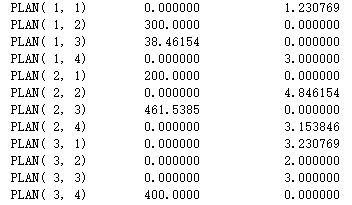 PLAN( 1, 1) 0.000000 1.230769
PLAN( 1, 2) 300.0000 0.000000
PLAN( 1, 3) 38.46154 0.000000
PLAN( 1, 4) 0.000000 3.000000
PLAN( 2, 1) 200.0000 0.000000
PLAN( 2, 2) 0.000000 4.846154
PLAN( 2, 3) 461.5385 0.000000
PLAN( 2, 4) 0.000000 3.153846
PLAN( 3, 1) 0.000000 3.230769
PLAN( 3, 2) 0.000000 2.000000
PLAN( 3, 3) 0.000000 3.000000
PLAN( 3, 4) 400.0000 0.000000